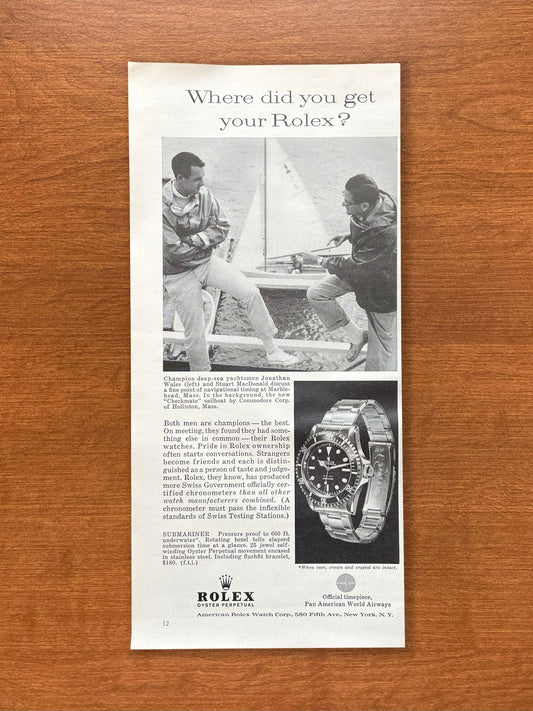 Where did you get
your Rolex?
Champion deep-sea yachtsmen Jonathan
Wales (left) and Stuart MacDonald discuss
a fine point of navigational timing at Marble-
head, Mass. In the background, the new
"Checkmate" sailboat by Commodore Corp.
of Holliston, Mass.
Both men are champions — the best.
On meeting, they found they had some-
thing else in common — their Rolex
watches. Pride in Rolex ownership
often starts conversations. Strangers
become friends and each is distin-
guished as a person of taste and judge-
ment. Rolex, they know, has produced
more Swiss Government officially cer-
tified chronometers than all other
watch manufacturers combined. (A
chronometer must pass the inflexible
standards of Swiss Testing Stations.)
SUBMARINER Pressure proof to 660 ft.
underwater*. Rotating bezel tells elapsed
submersion time at a glance. 25 jewel self-
winding Oyster Perpetual movement encased
in stainless steel. Including flushfit bracelet,
$180. (f.t.i.)
*When case, crown and crystal are intact.
ROLEX
OYSTER PERPETUAL
Official timepiece,
Pan American World Airways
American Rolex Watch Corp., 580 Fifth Ave., New York, N.Y.
12